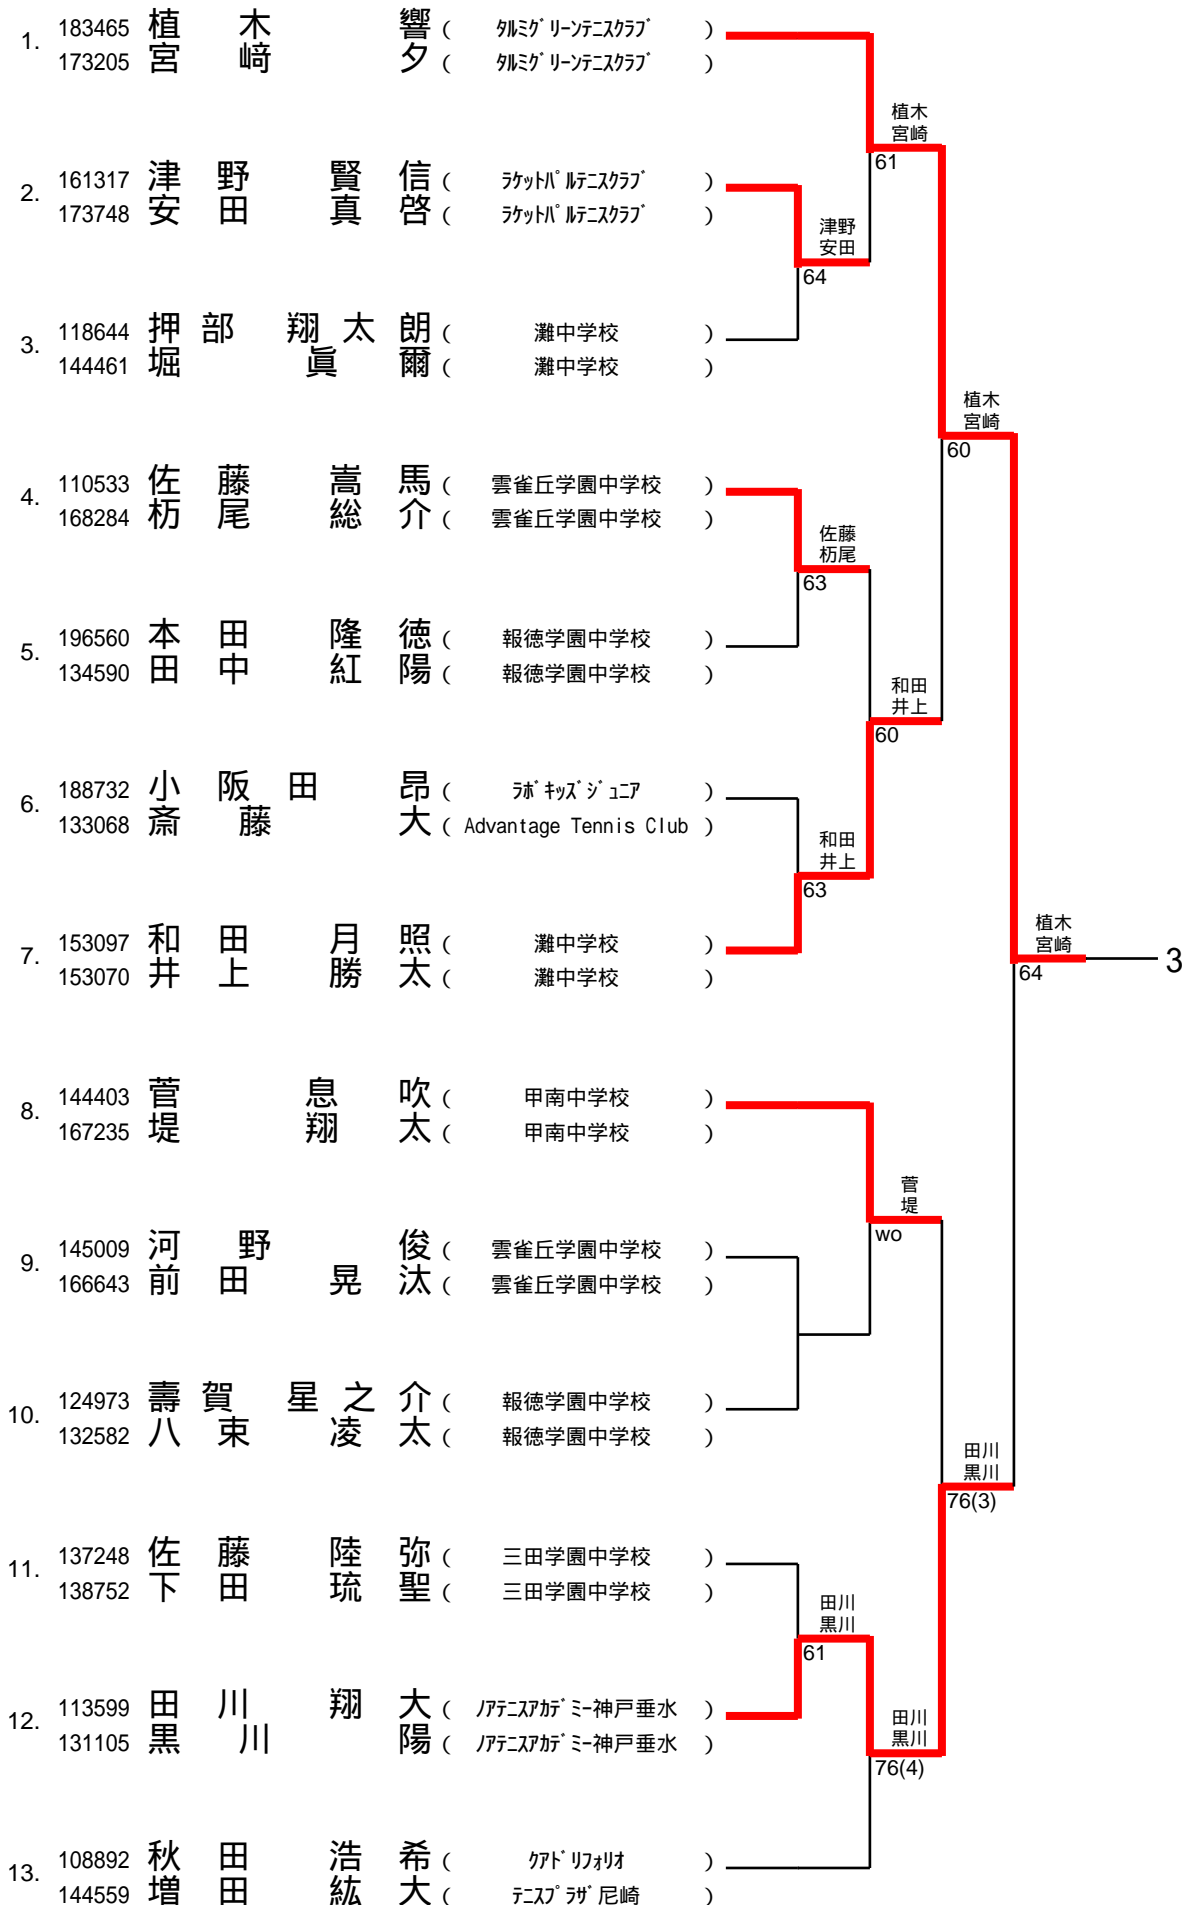 1. 183465 植木 響 ( タルミグリーンテニスクラブ )
173205 宮﨑 夕 ( タルミグリーンテニスクラブ )
植木
宮崎
61
2. 161317 津野 賢信 ( ラケットパルテニスクラブ )
173748 安田 真啓 ( ラケットパルテニスクラブ )
津野
安田
64
3. 118644 押部 翔太朗 ( 灘中学校 )
144461 堀 眞爾 ( 灘中学校 )
植木
宮崎
60
4. 110533 佐藤 嵩馬 ( 雲雀丘学園中学校 )
168284 杤尾 総介 ( 雲雀丘学園中学校 )
佐藤
杤尾
63
5. 196560 本田 隆徳 ( 報徳学園中学校 )
134590 田中 紅陽 ( 報徳学園中学校 )
和田
井上
60
6. 188732 小阪田 昂 ( ラボキッズジュニア )
133068 斎藤 大 ( Advantage Tennis Club )
和田
井上
63
7. 153097 和田 月照 ( 灘中学校 )
153070 井上 勝太 ( 灘中学校 )
植木
宮崎
64
3
8. 144403 菅 息吹 ( 甲南中学校 )
167235 堤 翔太 ( 甲南中学校 )
菅
堤
wo
9. 145009 河野 俊 ( 雲雀丘学園中学校 )
166643 前田 晃汰 ( 雲雀丘学園中学校 )
10. 124973 壽賀 星之介 ( 報徳学園中学校 )
132582 八束 凌太 ( 報徳学園中学校 )
田川
黒川
76(3)
11. 137248 佐藤 陸弥 ( 三田学園中学校 )
138752 下田 琉聖 ( 三田学園中学校 )
田川
黒川
61
12. 113599 田川 翔大 ( ノアテニスアカデミー神戸垂水 )
131105 黒川 陽 ( ノアテニスアカデミー神戸垂水 )
田川
黒川
76(4)
13. 108892 秋田 浩希 ( クアドリフォリオ )
144559 増田 紘大 ( テニスプラザ尼崎 )